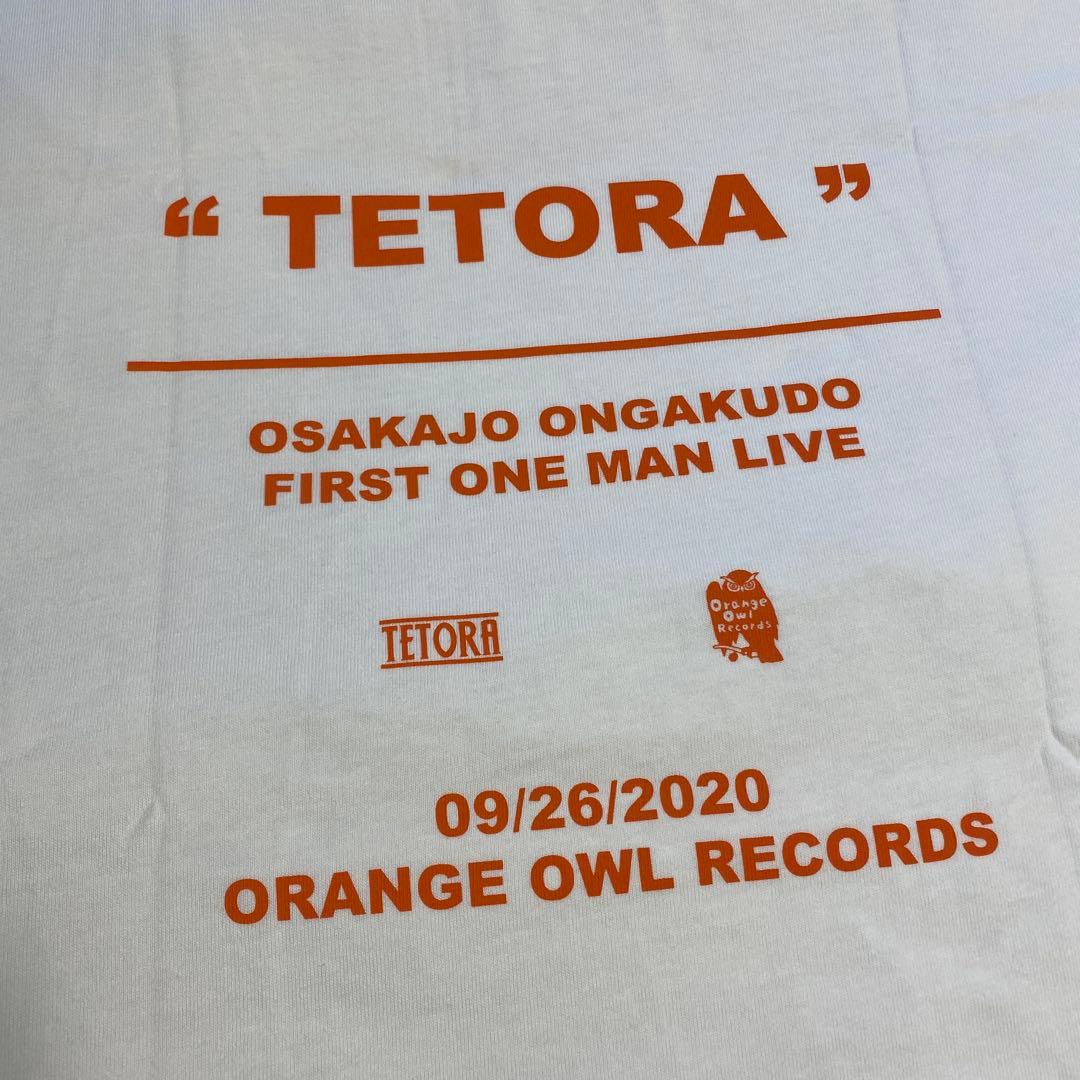 “ TETORA ”
OSAKAJO ONGAKUDO
FIRST ONE MAN LIVE
TETORA
Orange
Owl
Records
09/26/2020
ORANGE OWL RECORDS